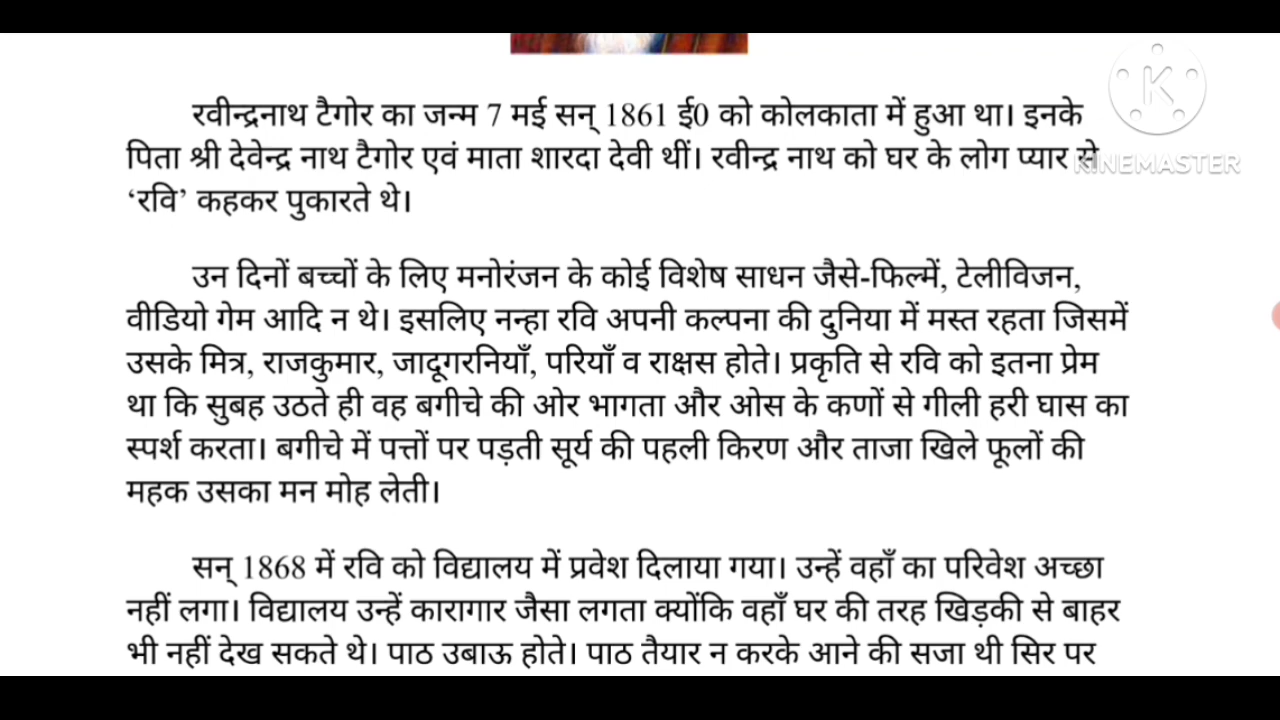 रवीन्द्रनाथ टैगोर का जन्म 7 मई सन् 1861 ई0 को कोलकाता में हुआ था। इनके
पिता श्री देवेन्द्र नाथ टैगोर एवं माता शारदा देवी थीं। रवीन्द्र नाथ को घर के लोग प्यार से
‘रवि’ कहकर पुकारते थे।
उन दिनों बच्चों के लिए मनोरंजन के कोई विशेष साधन जैसे-फिल्में, टेलीविजन,
वीडियो गेम आदि न थे। इसलिए नन्हा रवि अपनी कल्पना की दुनिया में मस्त रहता जिसमें
उसके मित्र, राजकुमार, जादूगरनियाँ, परियाँ व राक्षस होते। प्रकृति से रवि को इतना प्रेम
था कि सुबह उठते ही वह बगीचे की ओर भागता और ओस के कणों से गीली हरी घास का
स्पर्श करता। बगीचे में पत्तों पर पड़ती सूर्य की पहली किरण और ताजा खिले फूलों की
महक उसका मन मोह लेती।
सन् 1868 में रवि को विद्यालय में प्रवेश दिलाया गया। उन्हें वहाँ का परिवेश अच्छा
नहीं लगा। विद्यालय उन्हें कारागार जैसा लगता क्योंकि वहाँ घर की तरह खिड़की से बाहर
भी नहीं देख सकते थे। पाठ उबाऊ होते। पाठ तैयार न करके आने की सजा थी सिर पर
K
KINEMASTER